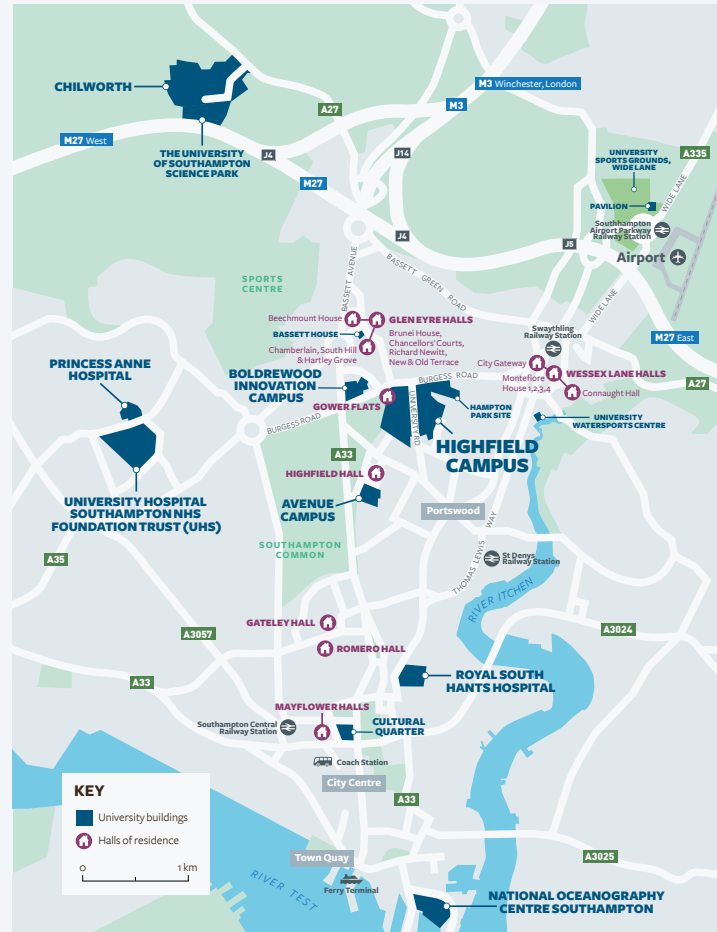 CHILWORTH
THE UNIVERSITY
OF SOUTHAMPTON
SCIENCE PARK
M27 West
A27
M3 Winchester, London
M3
J4
J14
M27
J4
J5
UNIVERSITY
SPORTS GROUNDS,
WIDE LANE
A335
PAVILION
WIDE LANE
Southhampton
Airport Parkway
Railway Station
Airport
SPORTS
CENTRE
BASSETT AVENUE
BASSETT GREEN ROAD
WIDE LANE
Beechmount House
GLEN EYRE HALLS
BASSETT HOUSE
Brunei House,
Chancellors' Courts,
Richard Newitt,
New & Old Terrace
Chamberlain, South Hill
& Hartley Grove
Swaythling
Railway Station
M27 East
City Gateway
WESSEX LANE HALLS
Montefiore
House 1,2,3,4
Connaught Hall
A27
PRINCESS ANNE
HOSPITAL
BOLDREWOOD
INNOVATION
CAMPUS
BURGESS ROAD
GOWER FLATS
UNIVERSITY RD
HAMPTON
PARK SITE
UNIVERSITY
WATERSPORTS CENTRE
BURGESS ROAD
HIGHFIELD
CAMPUS
A33
HIGHFIELD HALL
UNIVERSITY HOSPITAL
SOUTHAMPTON NHS
FOUNDATION TRUST (UHS)
AVENUE
CAMPUS
Portswood
SOUTHAMPTON
COMMON
THOMAS LEWIS WAY
St Denys
Railway Station
A35
RIVER ITCHEN
GATELEY HALL
A3057
A3024
ROMERO HALL
A33
ROYAL SOUTH
HANTS HOSPITAL
MAYFLOWER HALLS
Southampton Central
Railway Station
CULTURAL
QUARTER
Coach Station
City Centre
A33
KEY
University buildings
Halls of residence
0 1 km
Town Quay
A3025
RIVER TEST
Ferry Terminal
NATIONAL OCEANOGRAPHY
CENTRE SOUTHAMPTON